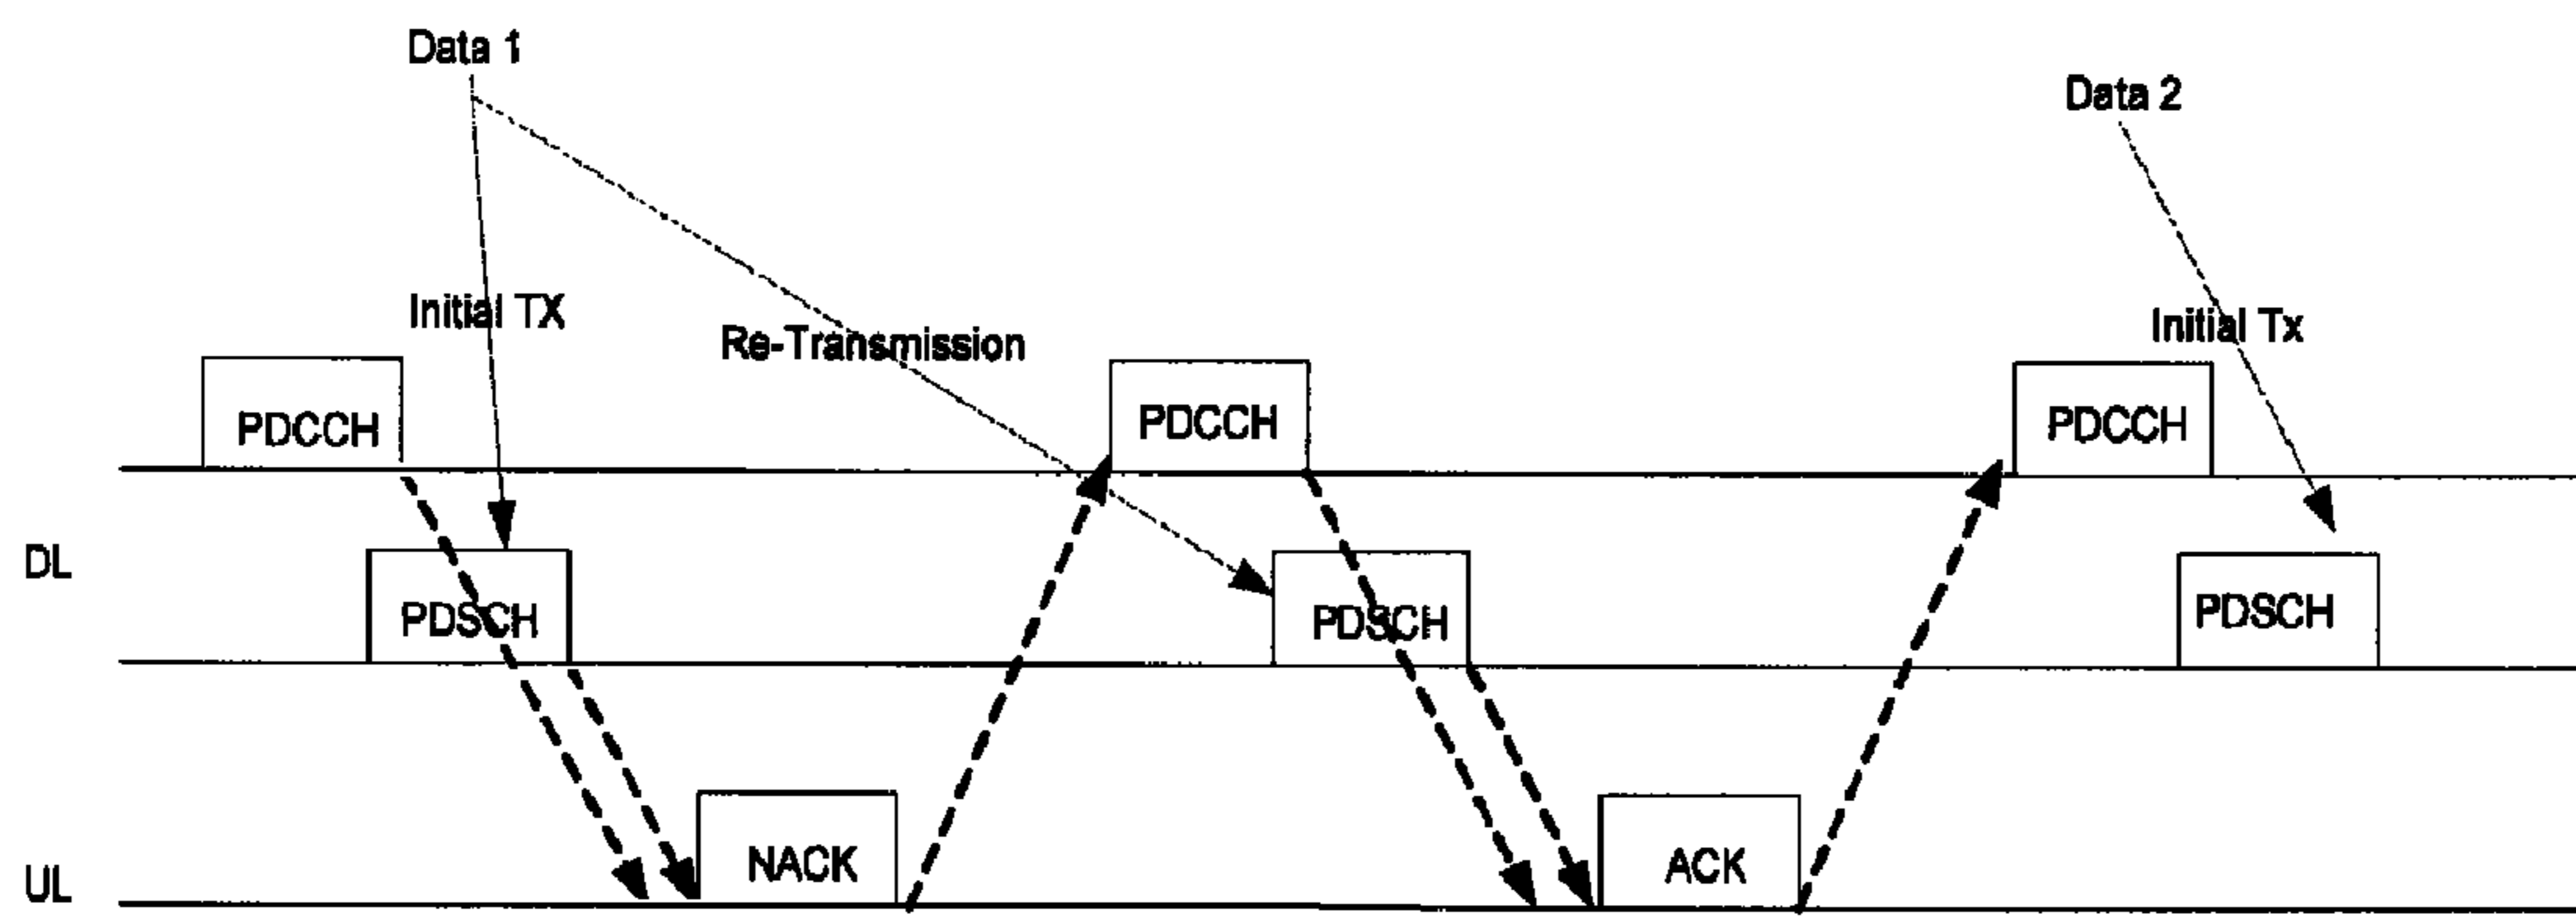 Data 1
Data 2
Initial TX
Re-Transmission
Initial Tx
PDCCH
PDCCH
PDCCH
DL
PDSCH
PDSCH
PDSCH
UL
NACK
ACK